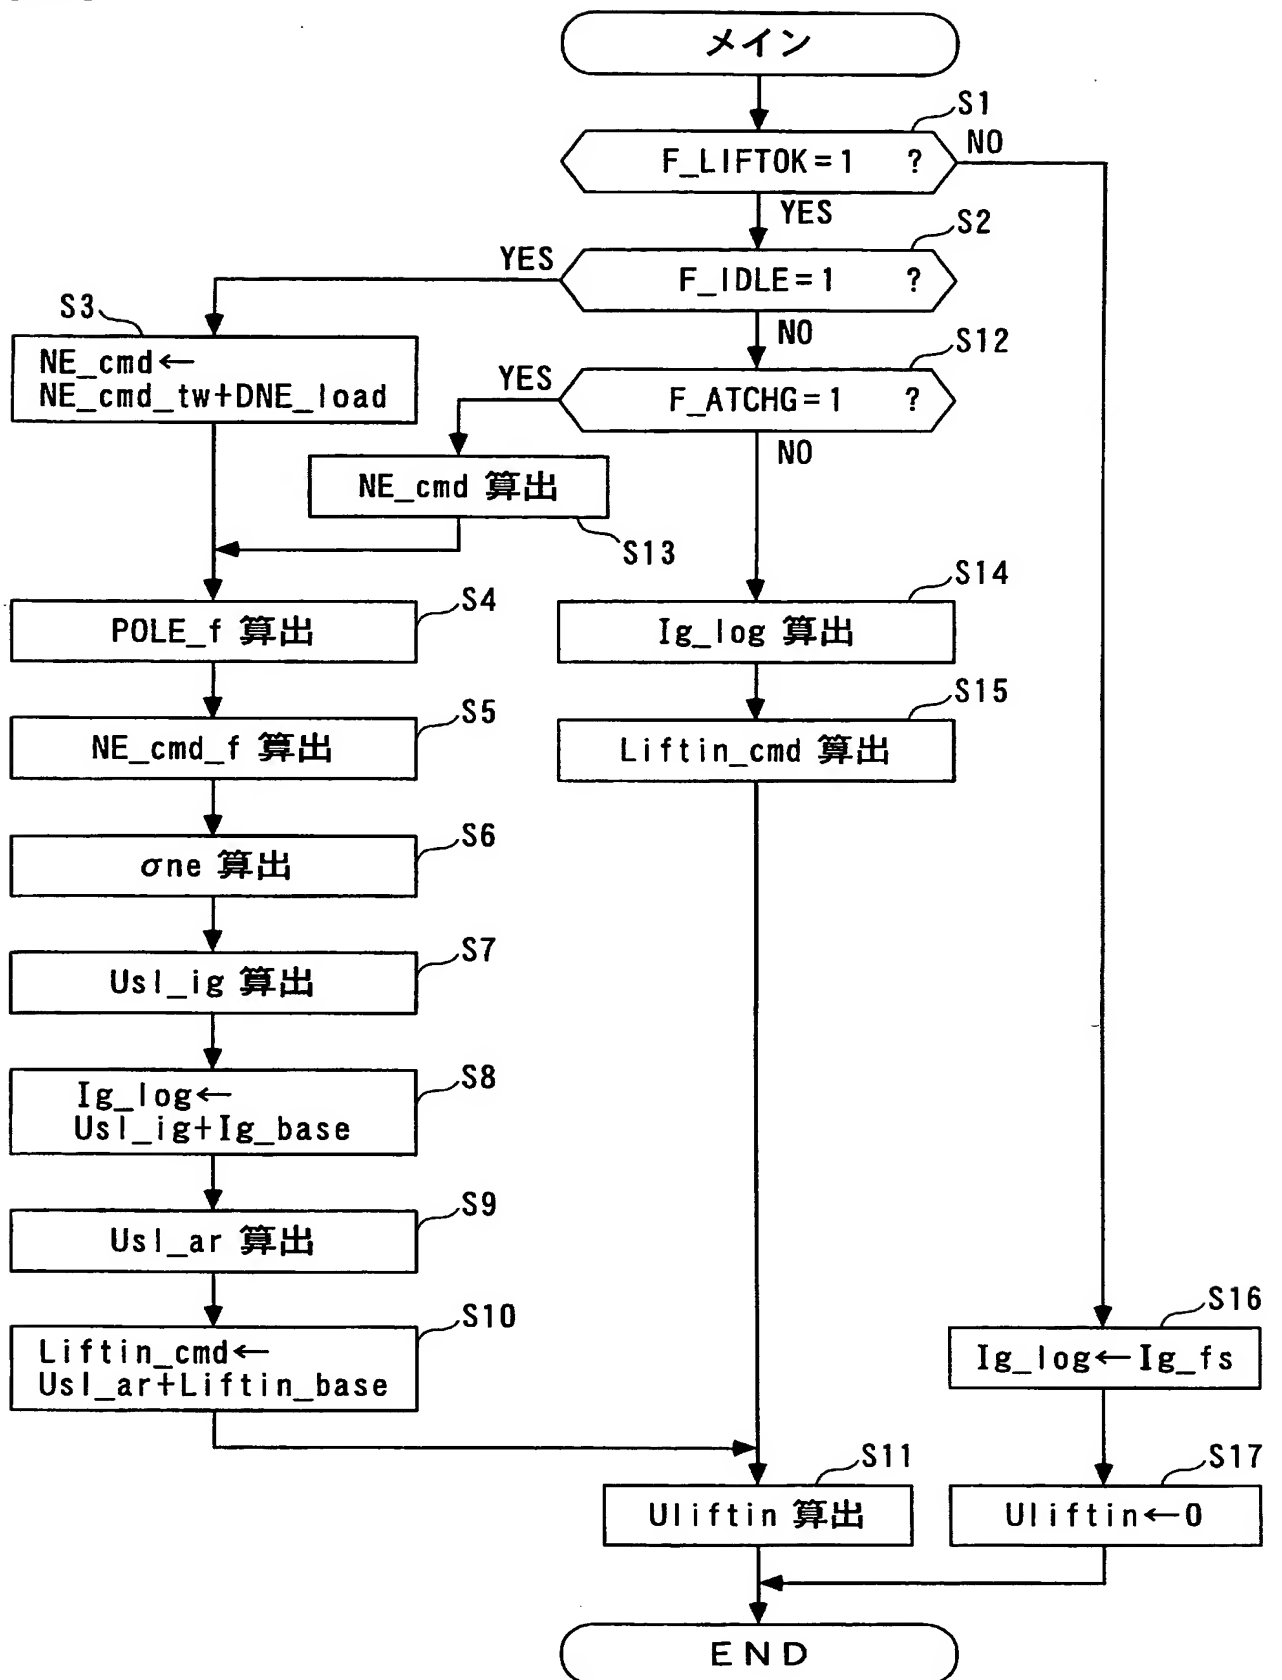 メイン
S1
F_LIFTOK=1 ?
NO
YES
S2
YES
F_IDLE=1 ?
NO
S3
NE_cmd←
NE_cmd_tw+DNE_load
S12
YES
F_ATCHG=1 ?
NO
NE_cmd 算出
S13
S4
POLE_f 算出
S14
Ig_log 算出
S5
NE_cmd_f 算出
S15
Liftin_cmd 算出
S6
σne 算出
S7
Usl_ig 算出
S8
Ig_log←
Usl_ig+Ig_base
S9
Usl_ar 算出
S10
Liftin_cmd←
Usl_ar+Liftin_base
S16
Ig_log←Ig_fs
S11
Uliftin 算出
S17
Uliftin←0
END